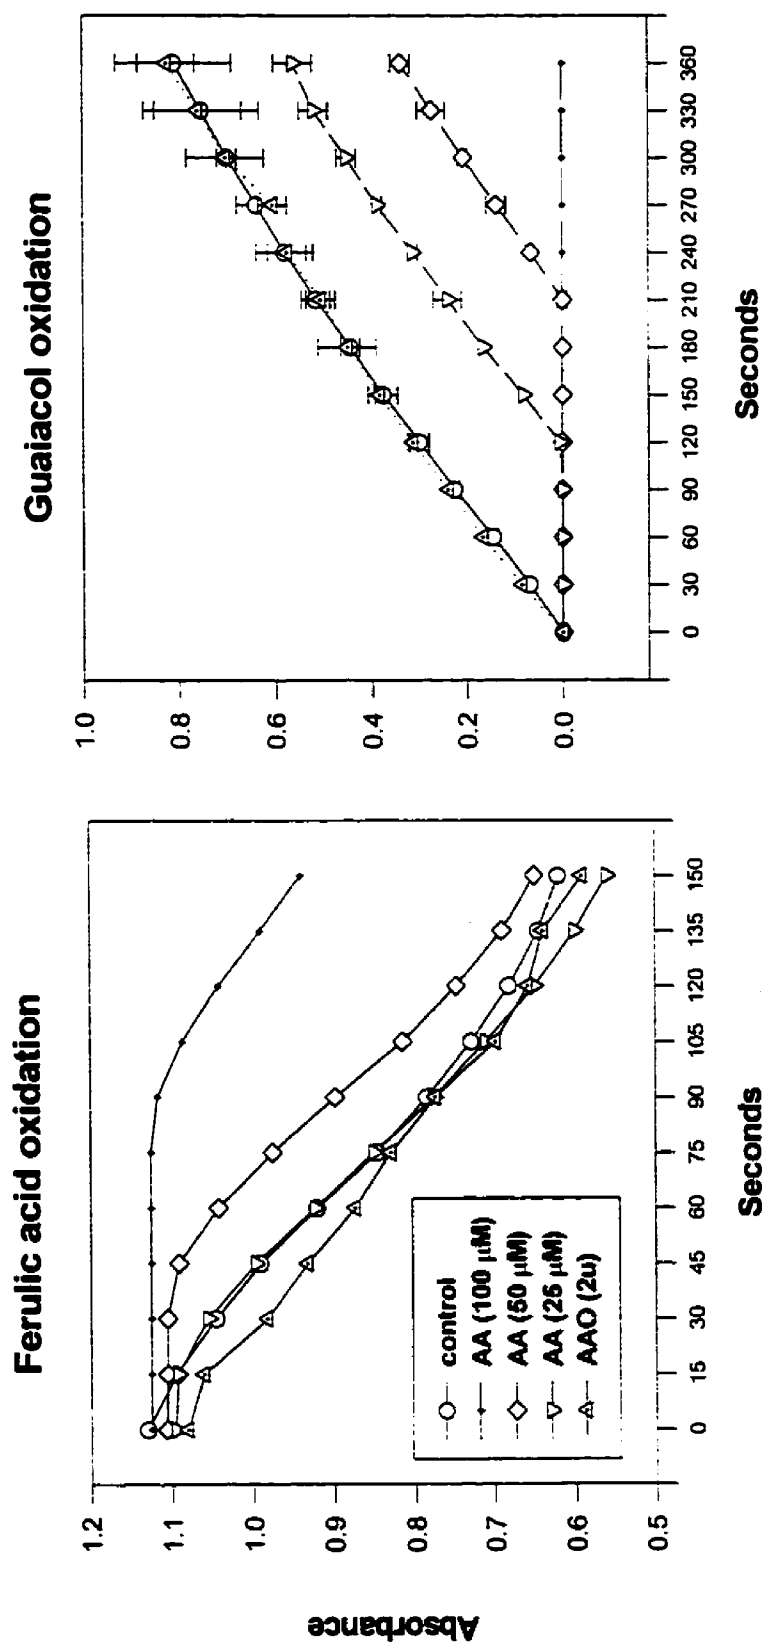 Ferulic acid oxidation
Absorbance
1.2
1.1
1.0
0.9
0.8
0.7
0.6
0.5
control
AA (100 μM)
AA (50 μM)
AA (25 μM)
AAO (2u)
0 15 30 45 60 75 90 105 120 135 150
Seconds
Guaiacol oxidation
1.0
0.8
0.6
0.4
0.2
0.0
0 30 60 90 120 150 180 210 240 270 300 330 360
Seconds